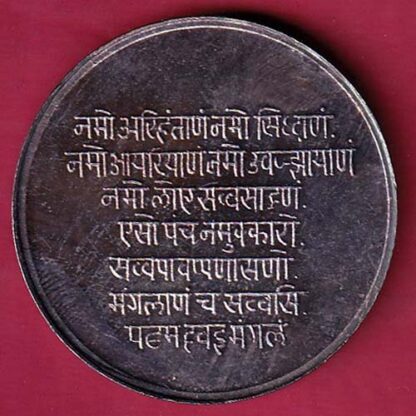 नमो अरिहंताणं नमो सिध्दाणं.
नमो आयरियाणं नमो उवज्झायाणं
नमो लोए सव्वसाहूणं.
एसो पंच नमुक्कारो.
सव्वपावप्पणासणो.
मंगलाणं च सव्वसिं
पढम हवइ मंगलं